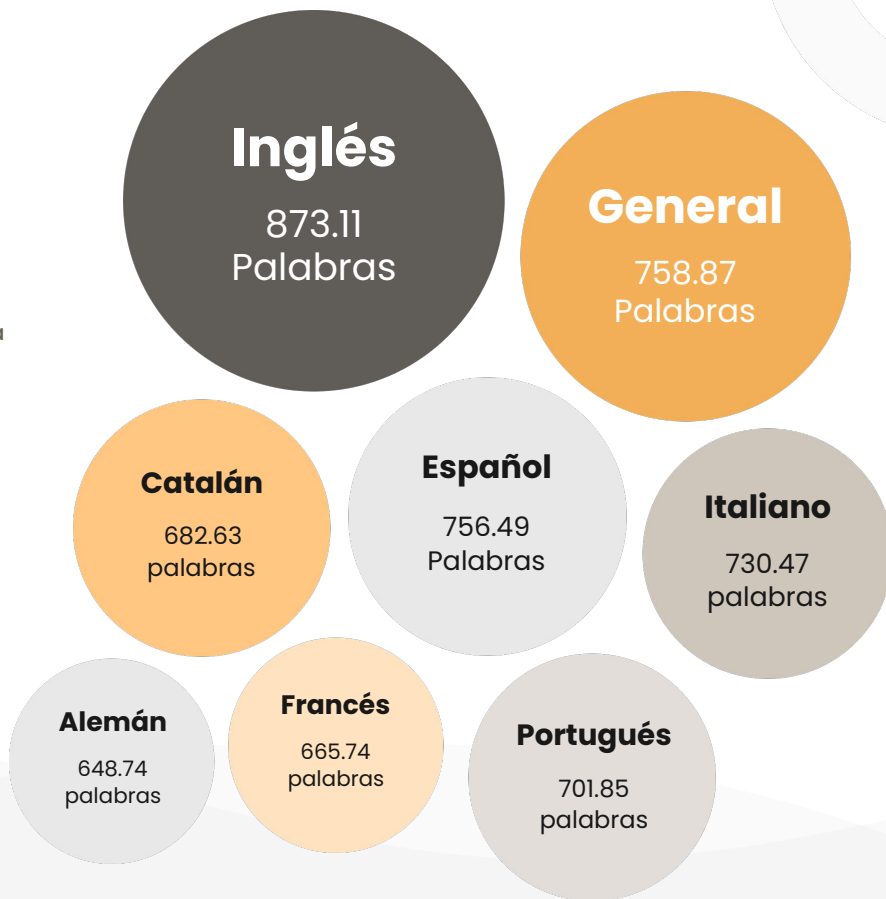 Inglés
873.11
Palabras
General
758.87
Palabras
Catalán
682.63
palabras
Español
756.49
Palabras
Italiano
730.47
palabras
Alemán
648.74
palabras
Francés
665.74
palabras
Portugués
701.85
palabras